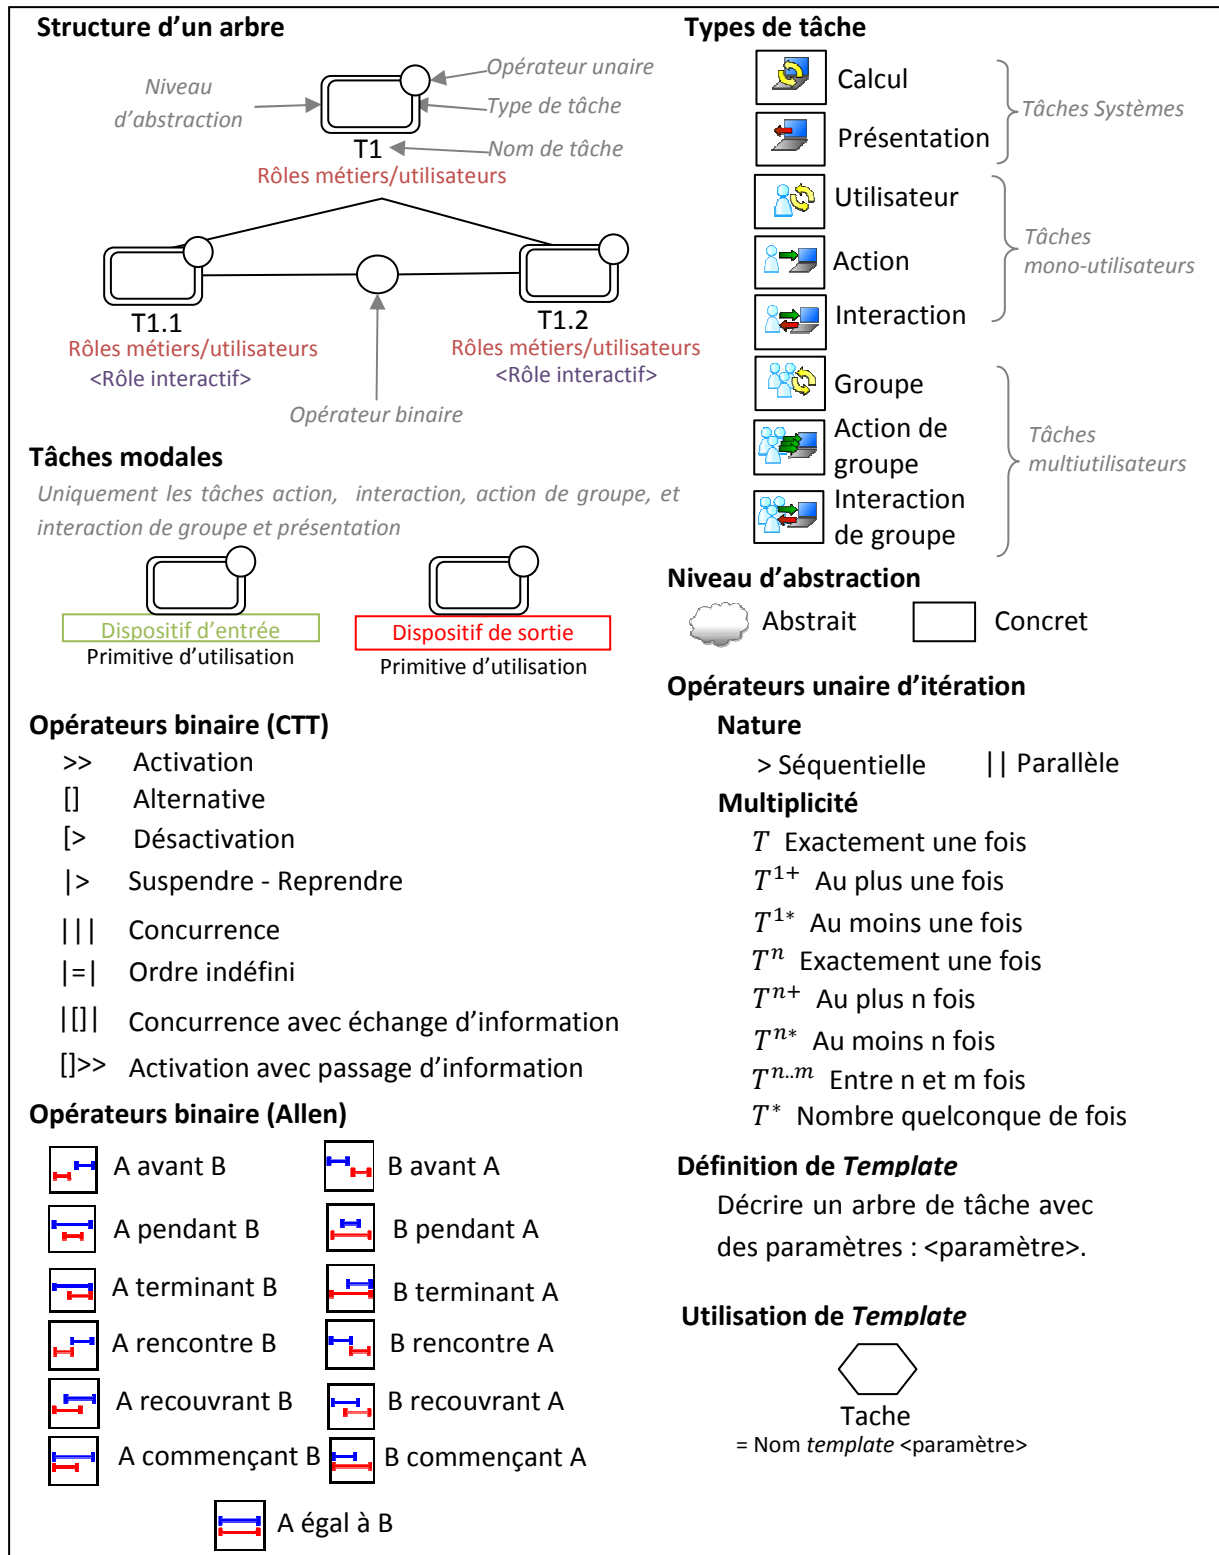 Structure d'un arbre
Niveau
d'abstraction
Opérateur unaire
Type de tâche
Nom de tâche
T1
Rôles métiers/utilisateurs
T1.1
Rôles métiers/utilisateurs
<Rôle interactif>
T1.2
Rôles métiers/utilisateurs
<Rôle interactif>
Opérateur binaire
Tâches modales
Uniquement les tâches action, interaction, action de groupe, et
interaction de groupe et présentation
Dispositif d'entrée
Primitive d'utilisation
Dispositif de sortie
Primitive d'utilisation
Opérateurs binaire (CTT)
>> Activation
[] Alternative
[> Désactivation
|> Suspendre - Reprendre
||| Concurrence
|=| Ordre indéfini
|[]| Concurrence avec échange d'information
[]>> Activation avec passage d'information
Opérateurs binaire (Allen)
A avant B
B avant A
A pendant B
B pendant A
A terminant B
B terminant A
A rencontre B
B rencontre A
A recouvrant B
B recouvrant A
A commençant B
B commençant A
A égal à B
Types de tâche
Calcul
Présentation
Tâches Systèmes
Utilisateur
Action
Interaction
Tâches
mono-utilisateurs
Groupe
Action de
groupe
Interaction
de groupe
Tâches
multiutilisateurs
Niveau d'abstraction
Abstrait
Concret
Opérateurs unaire d'itération
Nature
> Séquentielle || Parallèle
Multiplicité
T Exactement une fois
T^{1+} Au plus une fois
T^{1*} Au moins une fois
T^{n} Exactement une fois
T^{n+} Au plus n fois
T^{n*} Au moins n fois
T^{n..m} Entre n et m fois
T^{*} Nombre quelconque de fois
Définition de Template
Décrire un arbre de tâche avec
des paramètres : <paramètre>.
Utilisation de Template
Tache
= Nom template <paramètre>